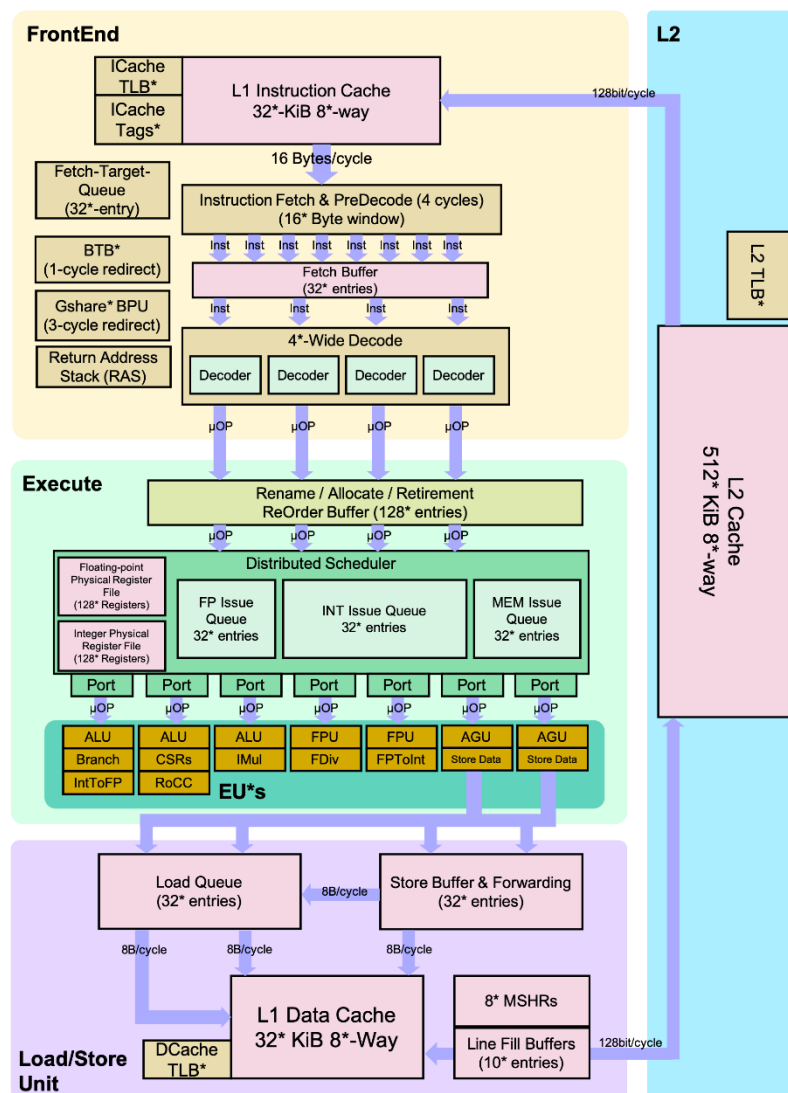 FrontEnd
L2
ICache
TLB*
ICache
Tags*
L1 Instruction Cache
32*-KiB 8*-way
128bit/cycle
16 Bytes/cycle
Fetch-Target-
Queue
(32*-entry)
Instruction Fetch & PreDecode (4 cycles)
(16* Byte window)
Inst Inst Inst Inst Inst Inst Inst Inst
BTB*
(1-cycle redirect)
L2 TLB*
Fetch Buffer
(32* entries)
Gshare* BPU
(3-cycle redirect)
Inst Inst Inst Inst
4*-Wide Decode
Return Address
Stack (RAS)
Decoder Decoder Decoder Decoder
µOP µOP µOP µOP
L2 Cache
512* KiB 8*-way
Execute
Rename / Allocate / Retirement
ReOrder Buffer (128* entries)
µOP µOP µOP µOP
Distributed Scheduler
Floating-point
Physical Register
File
(128* Registers)
Integer Physical
Register File
(128* Registers)
FP Issue
Queue
32* entries
INT Issue Queue
32* entries
MEM Issue
Queue
32* entries
Port Port Port Port Port Port Port
µOP µOP µOP µOP µOP µOP µOP
ALU ALU ALU FPU FPU AGU AGU
Branch CSRs IMul FDiv FPToInt Store Data Store Data
IntToFP RoCC
EU*s
Load Queue
(32* entries)
8B/cycle
Store Buffer & Forwarding
(32* entries)
8B/cycle 8B/cycle 8B/cycle
L1 Data Cache
32* KiB 8*-Way
8* MSHRs
Line Fill Buffers
(10* entries)
128bit/cycle
DCache
TLB*
Load/Store
Unit